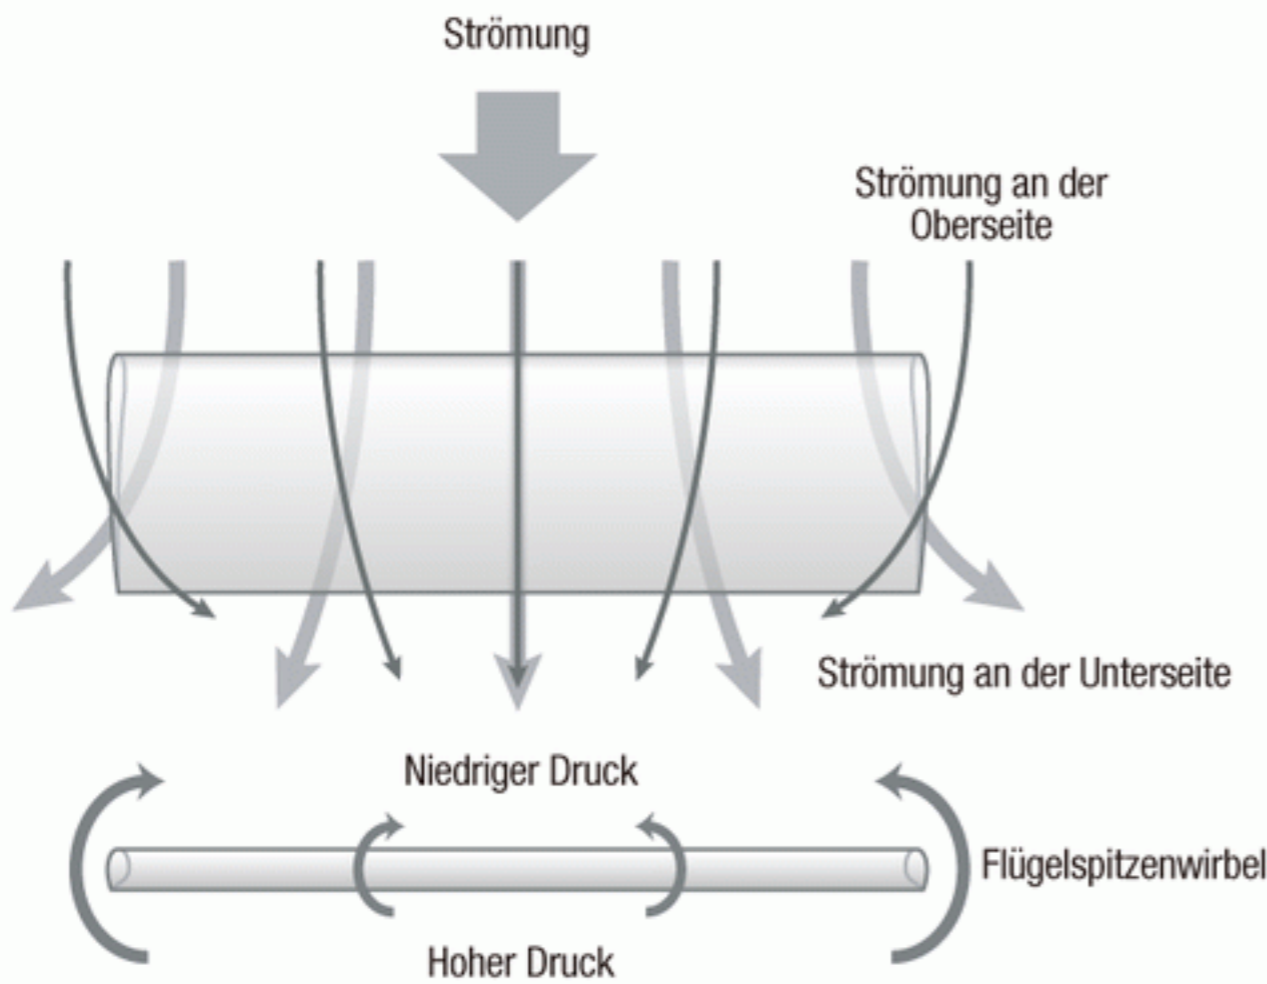 Strömung
Strömung an der
Oberseite
Strömung an der Unterseite
Niedriger Druck
Flügelspitzenwirbel
Hoher Druck